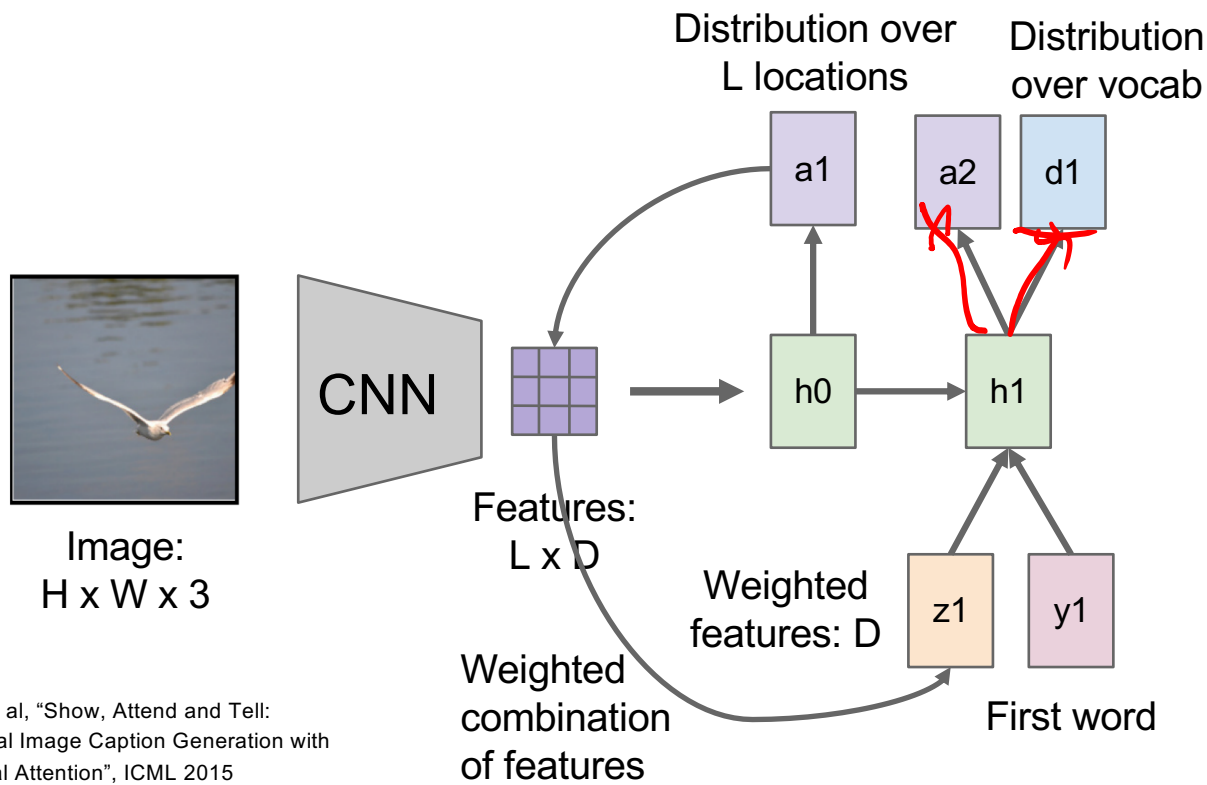 Distribution over
L locations
Distribution
over vocab
a1
a2
d1
CNN
h0
h1
Features:
L x D
Image:
H x W x 3
Weighted
features: D
z1
y1
First word
Weighted
combination
of features
al, “Show, Attend and Tell:
al Image Caption Generation with
al Attention”, ICML 2015